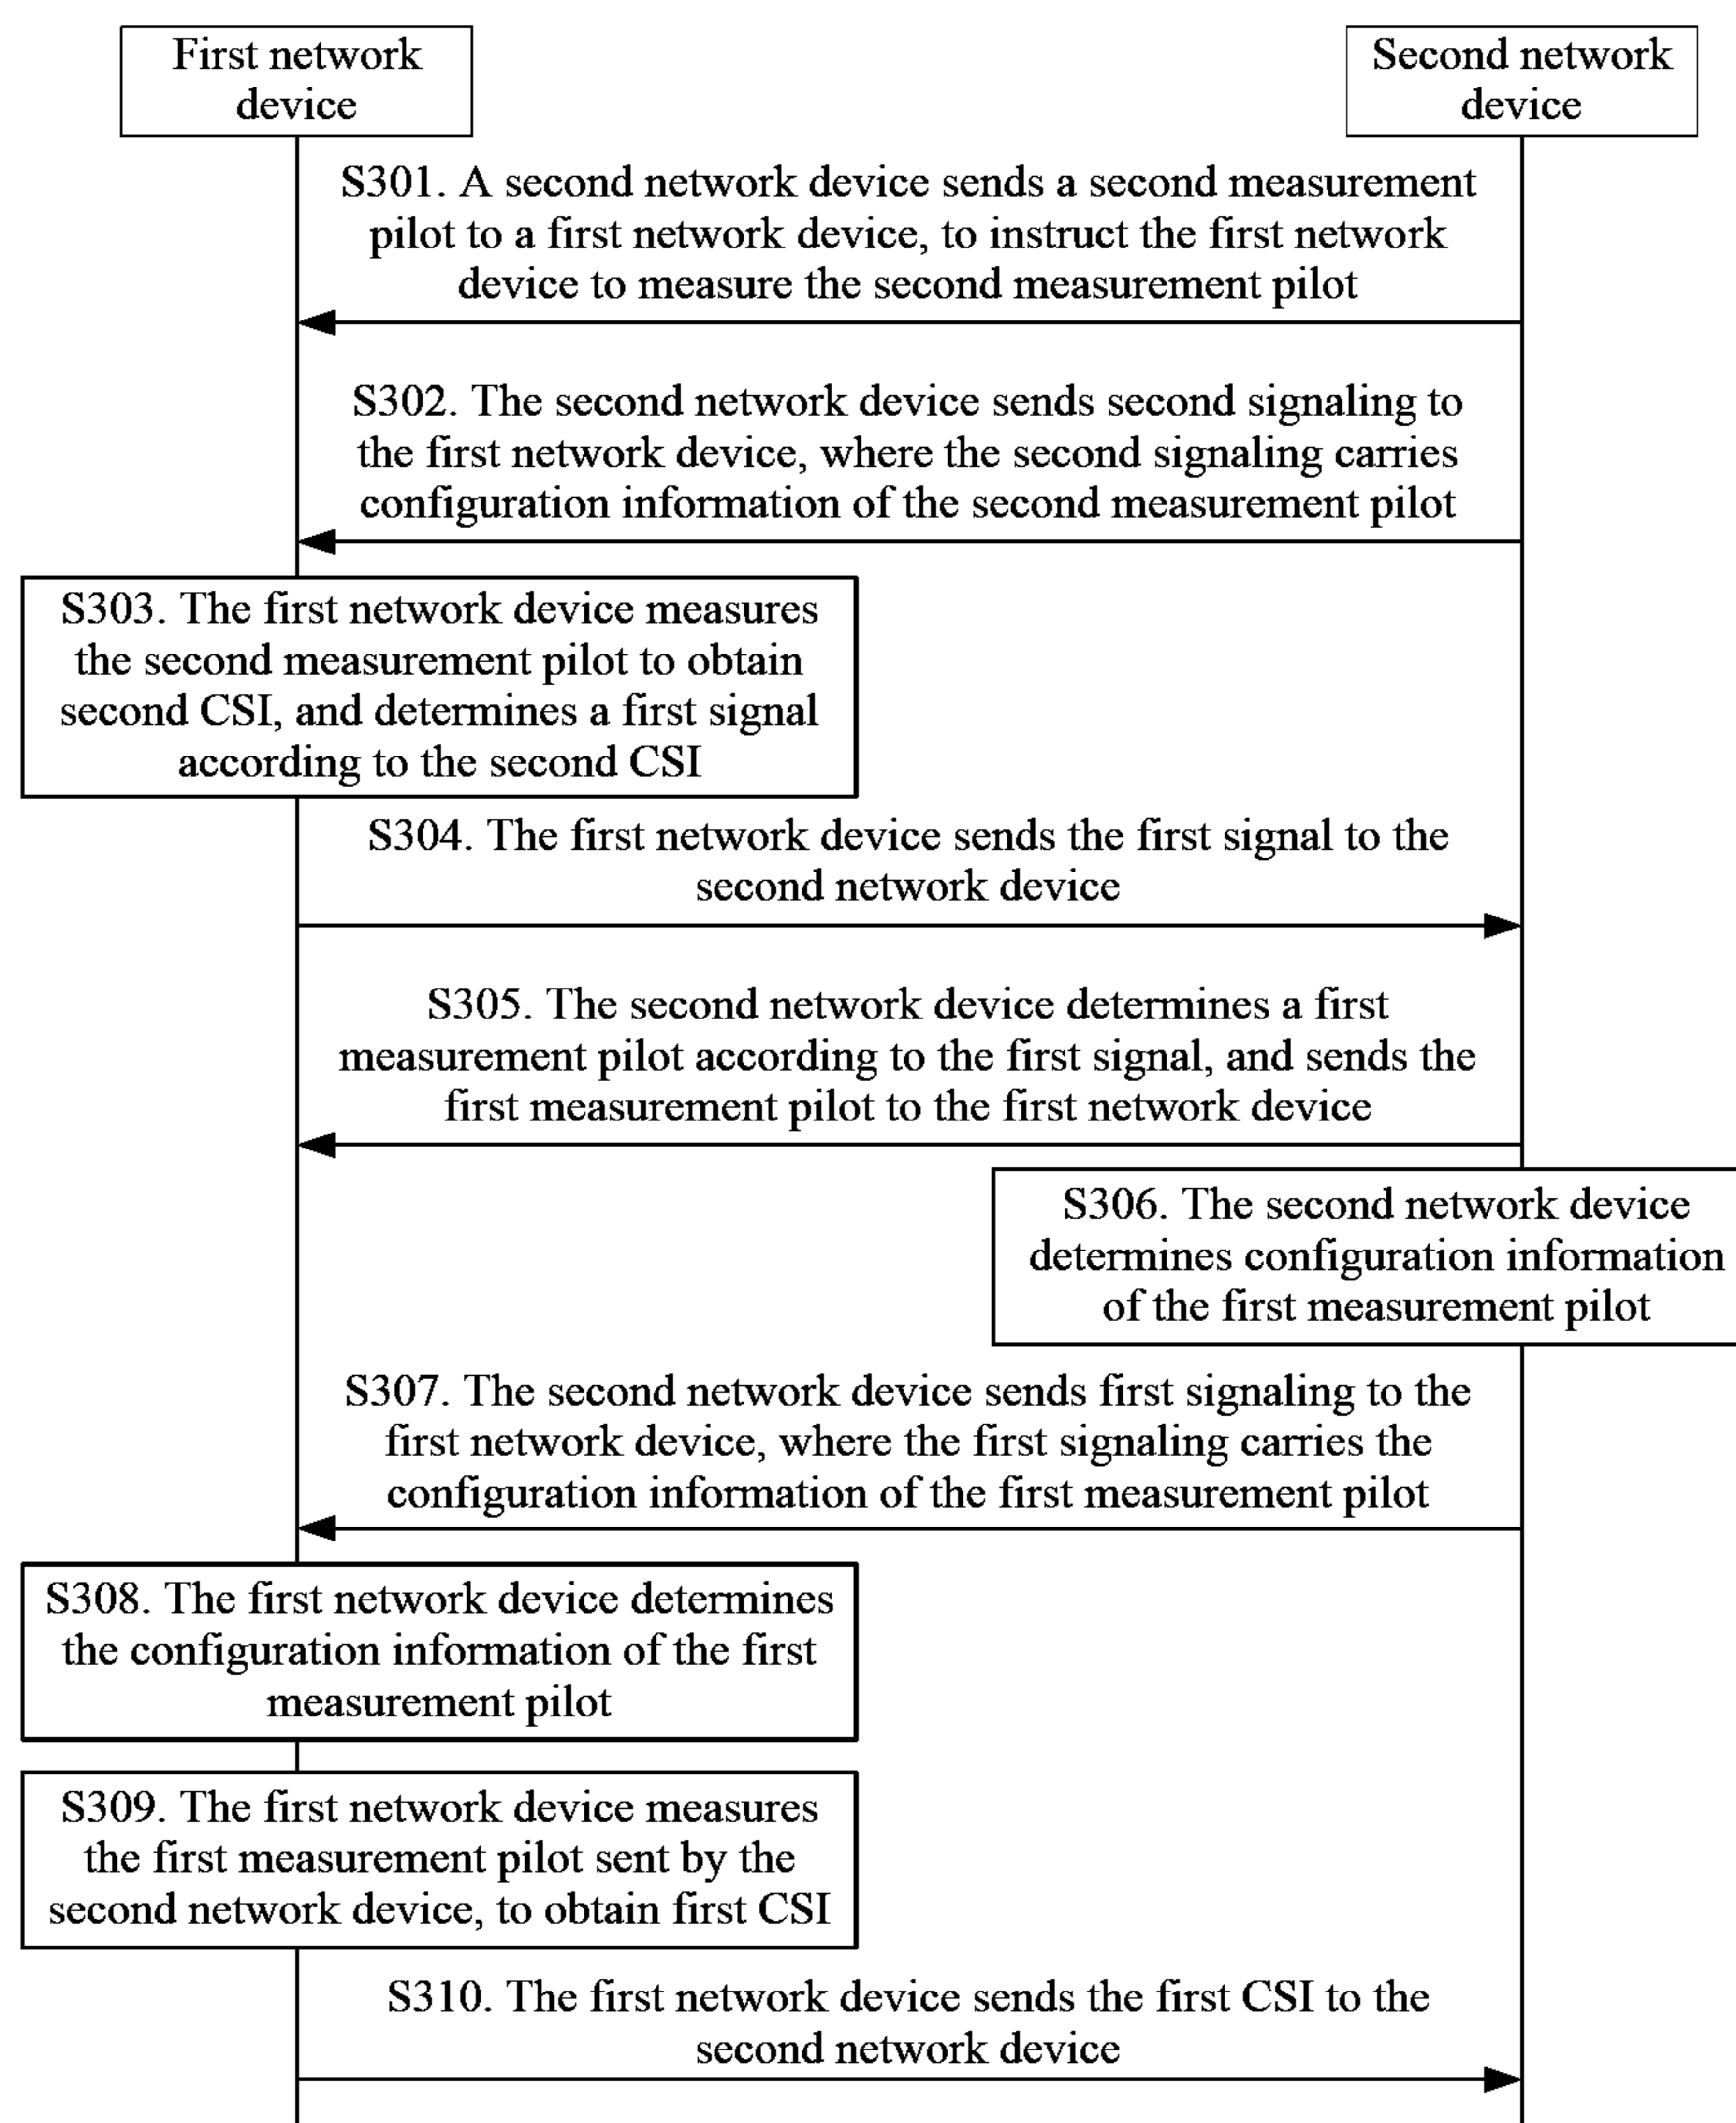 First network
device
Second network
device
S301. A second network device sends a second measurement
pilot to a first network device, to instruct the first network
device to measure the second measurement pilot
S302. The second network device sends second signaling to
the first network device, where the second signaling carries
configuration information of the second measurement pilot
S303. The first network device measures
the second measurement pilot to obtain
second CSI, and determines a first signal
according to the second CSI
S304. The first network device sends the first signal to the
second network device
S305. The second network device determines a first
measurement pilot according to the first signal, and sends the
first measurement pilot to the first network device
S306. The second network device
determines configuration information
of the first measurement pilot
S307. The second network device sends first signaling to the
first network device, where the first signaling carries the
configuration information of the first measurement pilot
S308. The first network device determines
the configuration information of the first
measurement pilot
S309. The first network device measures
the first measurement pilot sent by the
second network device, to obtain first CSI
S310. The first network device sends the first CSI to the
second network device